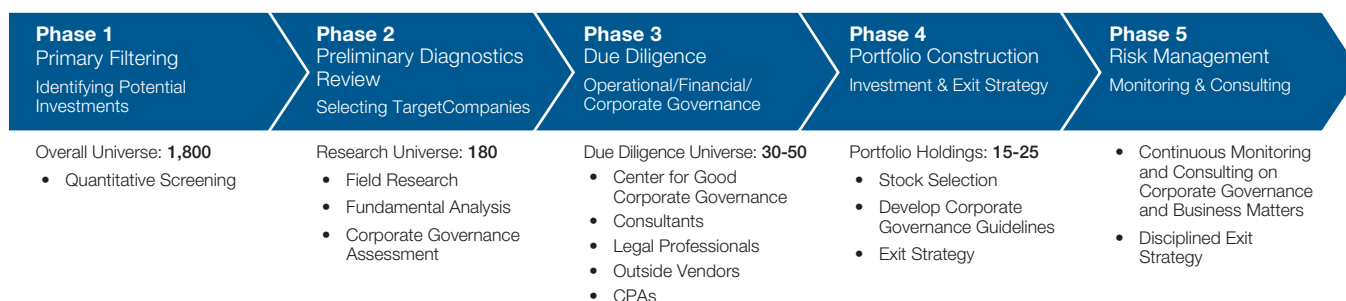 Phase 1
Primary Filtering
Identifying Potential
Investments
Phase 2
Preliminary Diagnostics
Review
Selecting TargetCompanies
Phase 3
Due Diligence
Operational/Financial/
Corporate Governance
Phase 4
Portfolio Construction
Investment & Exit Strategy
Phase 5
Risk Management
Monitoring & Consulting
Overall Universe: 1,800
• Quantitative Screening
Research Universe: 180
• Field Research
• Fundamental Analysis
• Corporate Governance
Assessment
Due Diligence Universe: 30-50
• Center for Good
Corporate Governance
• Consultants
• Legal Professionals
• Outside Vendors
• CPAs
Portfolio Holdings: 15-25
• Stock Selection
• Develop Corporate
Governance Guidelines
• Exit Strategy
• Continuous Monitoring
and Consulting on
Corporate Governance
and Business Matters
• Disciplined Exit
Strategy